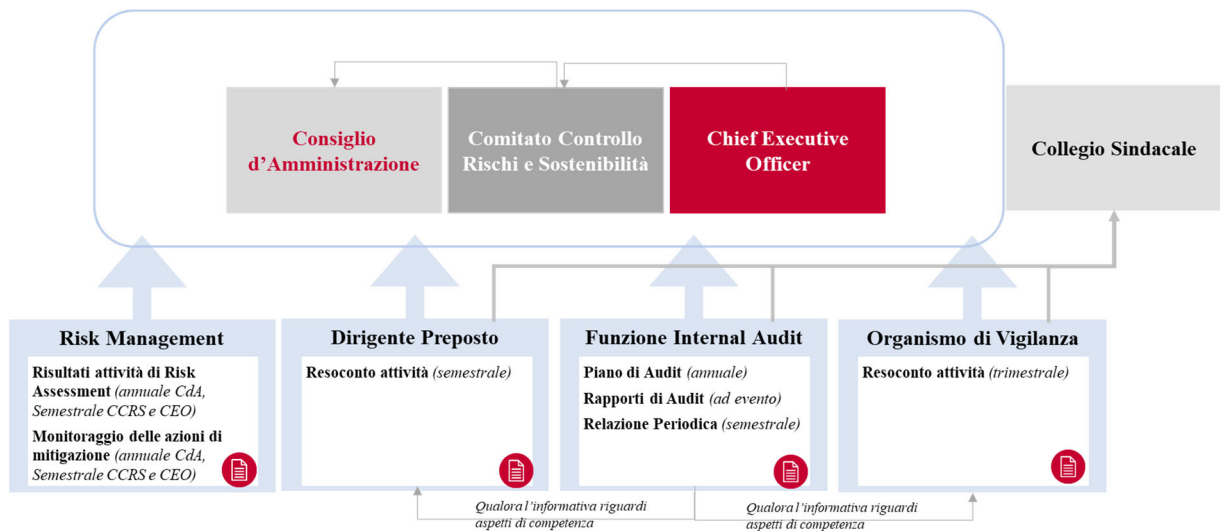 Consiglio
d’Amministrazione
Comitato Controllo
Rischi e Sostenibilità
Chief Executive
Officer
Collegio Sindacale
Risk Management
Risultati attività di Risk
Assessment (annuale CdA,
Semestrale CCRS e CEO)
Monitoraggio delle azioni di
mitigazione (annuale CdA,
Semestrale CCRS e CEO)
Dirigente Preposto
Resoconto attività (semestrale)
Funzione Internal Audit
Piano di Audit (annuale)
Rapporti di Audit (ad evento)
Relazione Periodica (semestrale)
Organismo di Vigilanza
Resoconto attività (trimestrale)
Qualora l’informativa riguardi
aspetti di competenza
Qualora l’informativa riguardi
aspetti di competenza